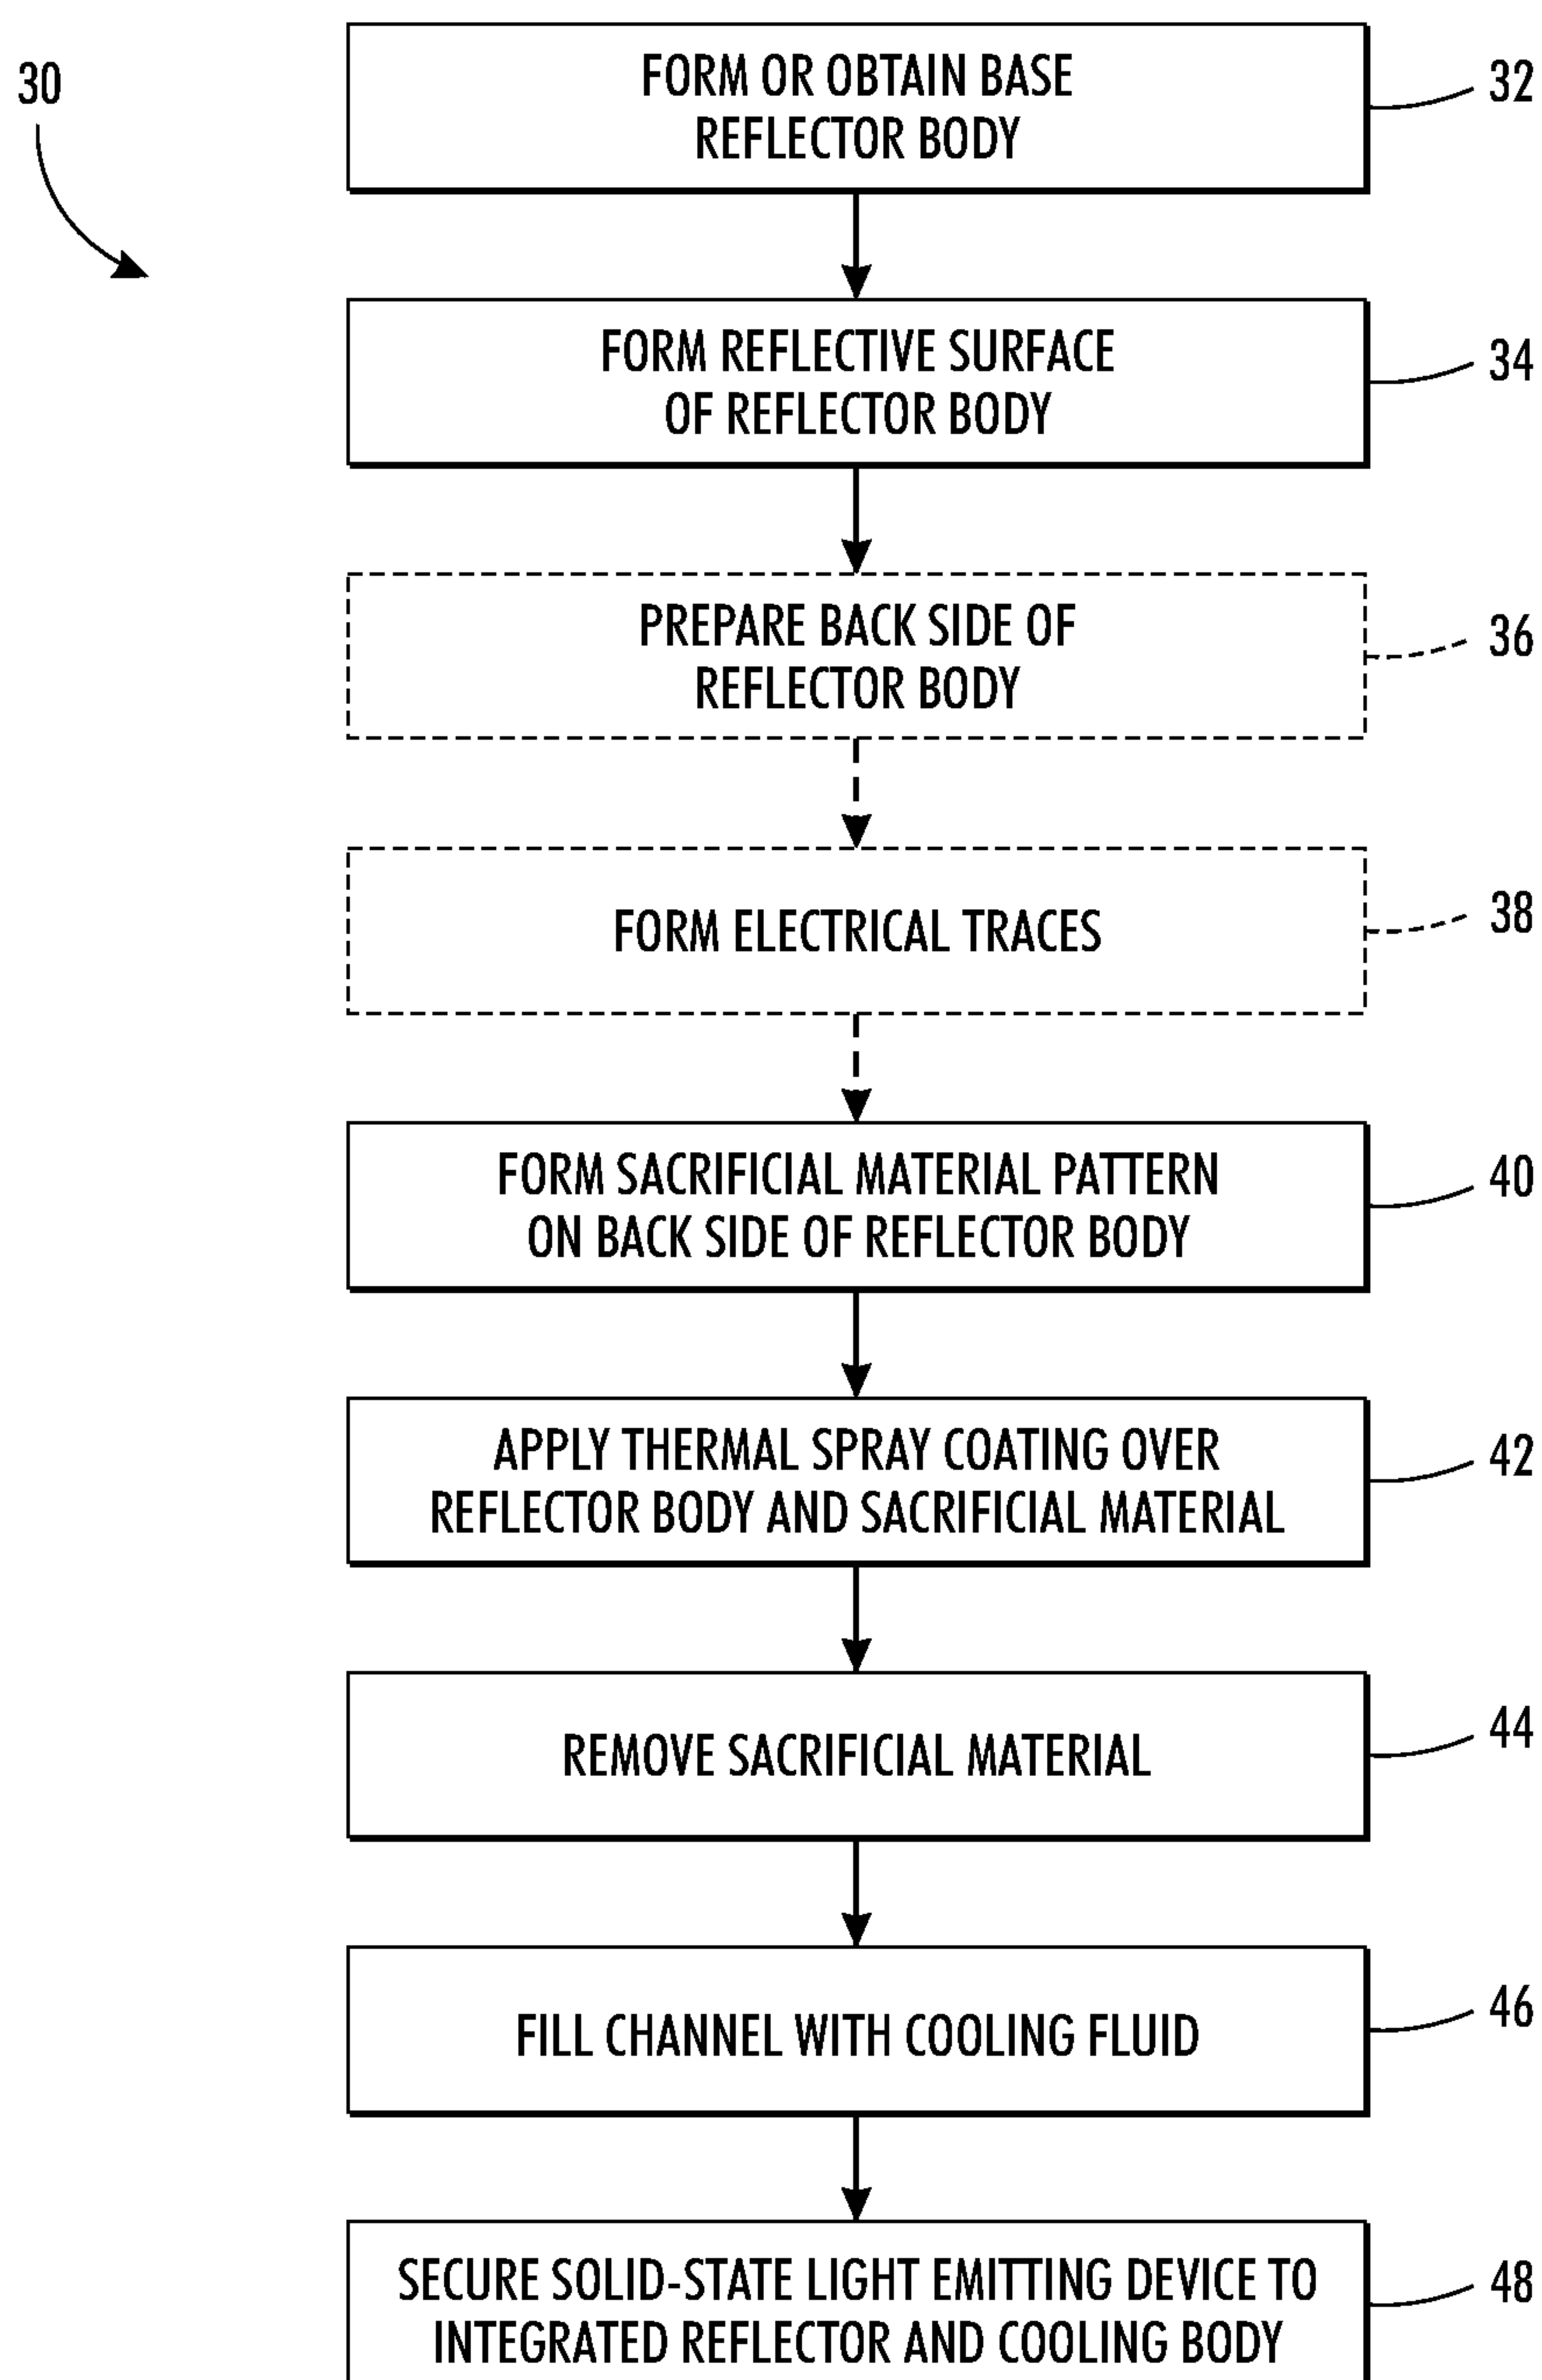 30
FORM OR OBTAIN BASE
REFLECTOR BODY
32
FORM REFLECTIVE SURFACE
OF REFLECTOR BODY
34
PREPARE BACK SIDE OF
REFLECTOR BODY
36
FORM ELECTRICAL TRACES
38
FORM SACRIFICIAL MATERIAL PATTERN
ON BACK SIDE OF REFLECTOR BODY
40
APPLY THERMAL SPRAY COATING OVER
REFLECTOR BODY AND SACRIFICIAL MATERIAL
42
REMOVE SACRIFICIAL MATERIAL
44
FILL CHANNEL WITH COOLING FLUID
46
SECURE SOLID-STATE LIGHT EMITTING DEVICE TO
INTEGRATED REFLECTOR AND COOLING BODY
48